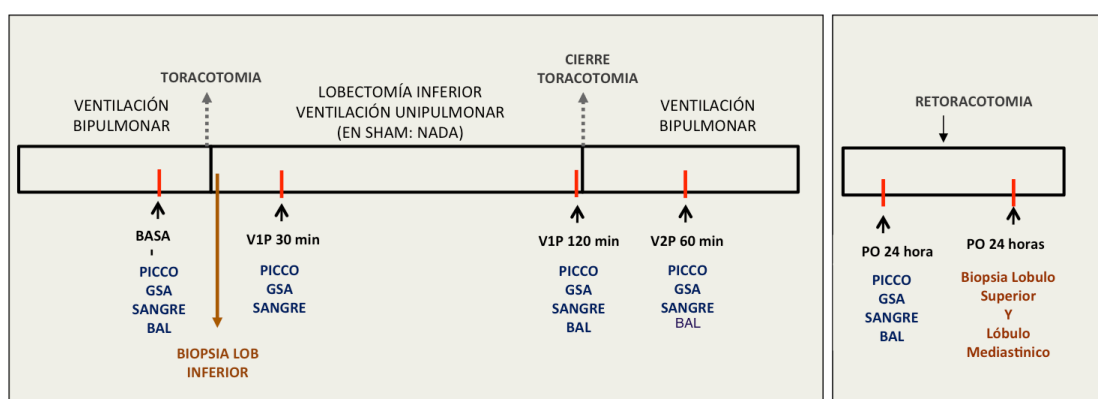 TORACOTOMIA
CIERRE
TORACOTOMIA
VENTILACIÓN
BIPULMONAR
LOBECTOMÍA INFERIOR
VENTILACIÓN UNIPULMONAR
(EN SHAM: NADA)
VENTILACIÓN
BIPULMONAR
BASA
PICCO
GSA
SANGRE
BAL
BIOPSIA LOB
INFERIOR
V1P 30 min
PICCO
GSA
SANGRE
V1P 120 min
PICCO
GSA
SANGRE
BAL
V2P 60 min
PICCO
GSA
SANGRE
BAL
RETORACOTOMIA
PO 24 hora
PICCO
GSA
SANGRE
BAL
PO 24 horas
Biopsia Lobulo
Superior
Y
Lóbulo
Mediastinico